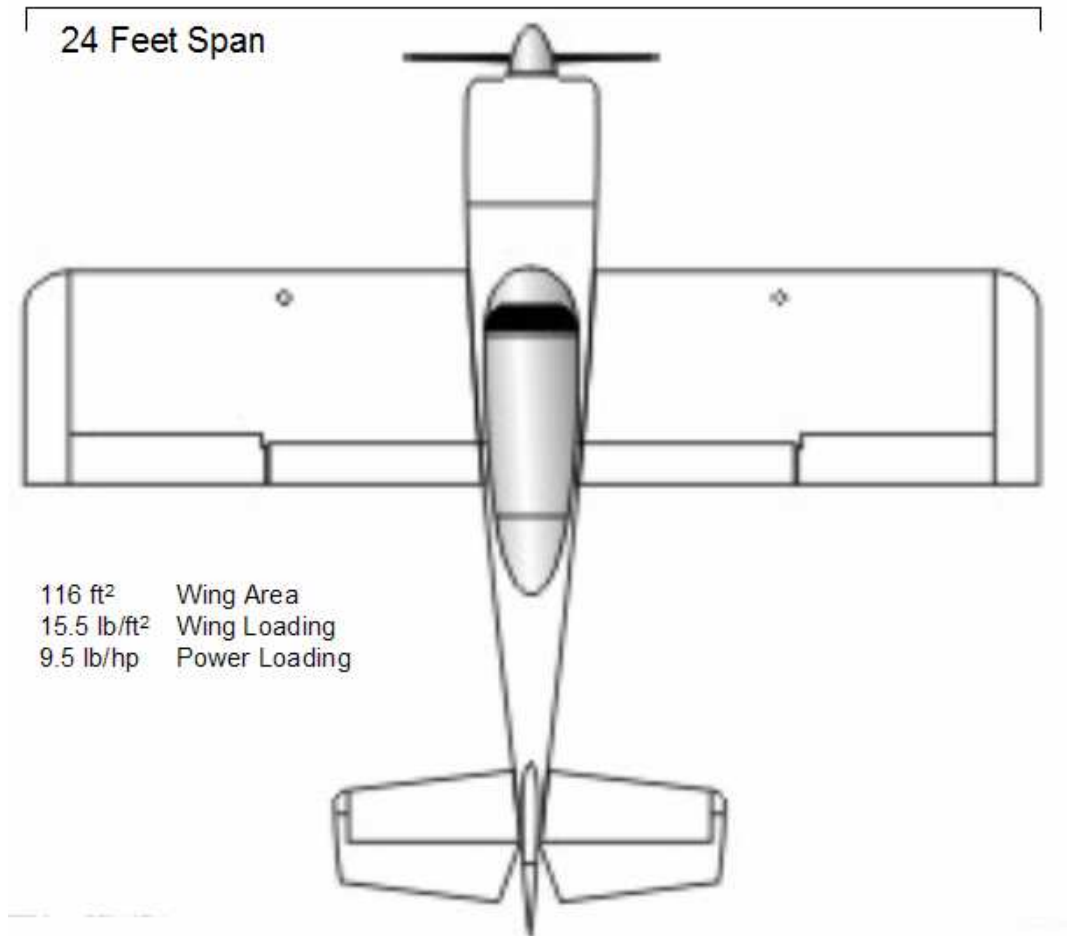 24 Feet Span
116 ft² Wing Area
15.5 lb/ft² Wing Loading
9.5 lb/hp Power Loading